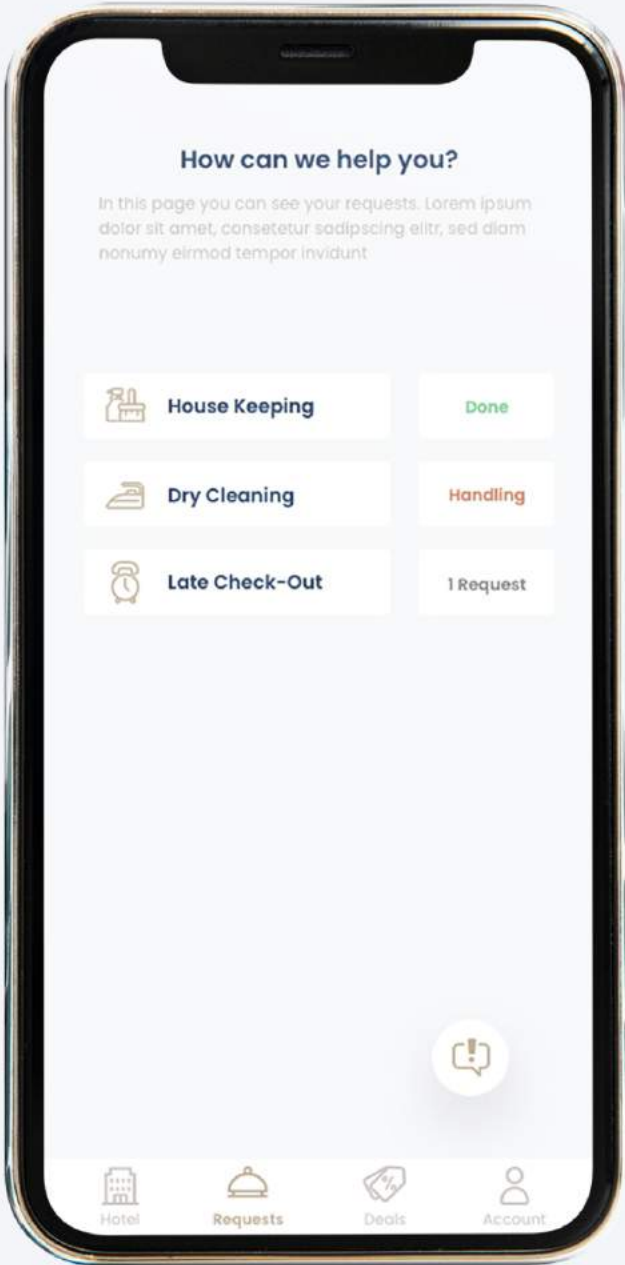 How can we help you?
In this page you can see your requests. Lorem ipsum
dolor sit amet, consetetur sadipscing elitr, sed diam
nonumy eirmod tempor invidunt
House Keeping
Done
Dry Cleaning
Handling
Late Check-Out
1 Request
Hotel
Requests
Deals
Account